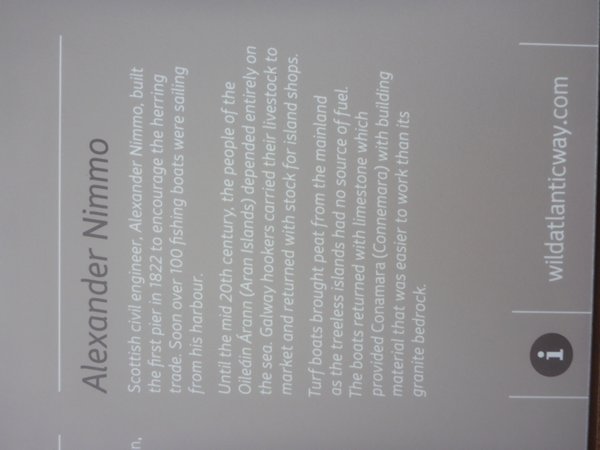 n,
Alexander Nimmo
Scottish civil engineer, Alexander Nimmo, built
the first pier in 1822 to encourage the herring
trade. Soon over 100 fishing boats were sailing
from his harbour.
Until the mid 20th century, the people of the
Oileáin Árann (Aran Islands) depended entirely on
the sea. Galway hookers carried their livestock to
market and returned with stock for island shops.
Turf boats brought peat from the mainland
as the treeless islands had no source of fuel.
The boats returned with limestone which
provided Conamara (Connemara) with building
material that was easier to work than its
granite bedrock.
i
wildatlanticway.com